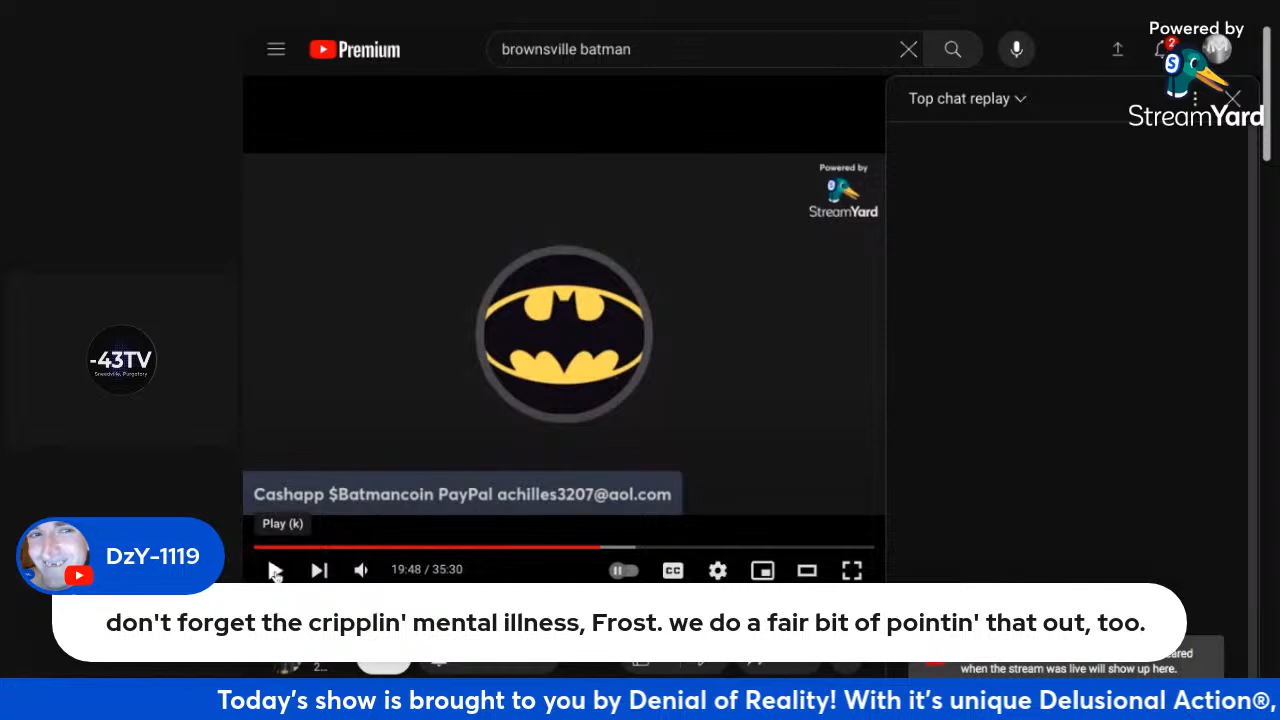 Powered by
StreamYard
Premium
brownsville batman
2
Top chat replay
Powered by
StreamYard
-43TV
Cashapp $Batmancoin PayPal achilles3207@aol.com
Play (k)
19:48 / 35:30
CC
DzY-1119
don't forget the cripplin' mental illness, Frost. we do a fair bit of pointin' that out, too.
2...
when the stream was live will show up here.
Today's show is brought to you by Denial of Reality! With it's unique Delusional Action®,